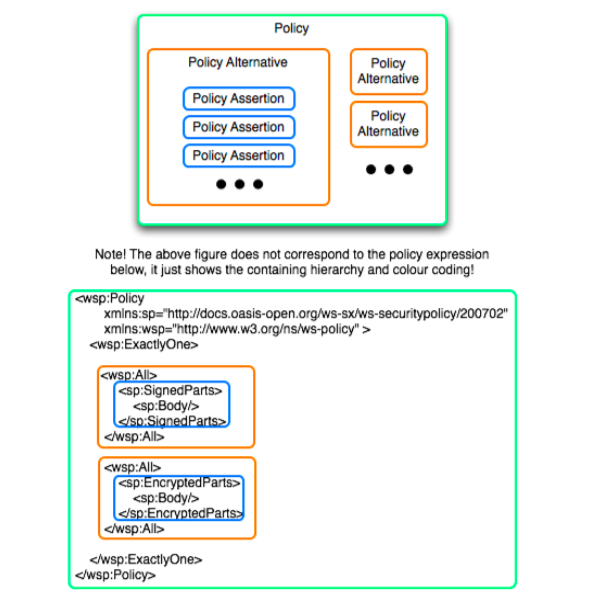 Policy
Policy Alternative
Policy Assertion
Policy Assertion
Policy Assertion
Policy
Alternative
Policy
Alternative
Note! The above figure does not correspond to the policy expression
below, it just shows the containing hierarchy and colour coding!
<wsp:Policy
xmlns:sp="http://docs.oasis-open.org/ws-sx/ws-securitypolicy/200702"
xmlns:wsp="http://www.w3.org/ns/ws-policy" >
<wsp:ExactlyOne>
<wsp:All>
<sp:SignedParts>
<sp:Body/>
</sp:SignedParts>
</wsp:All>
<wsp:All>
<sp:EncryptedParts>
<sp:Body/>
</sp:EncryptedParts>
</wsp:All>
</wsp:ExactlyOne>
</wsp:Policy>